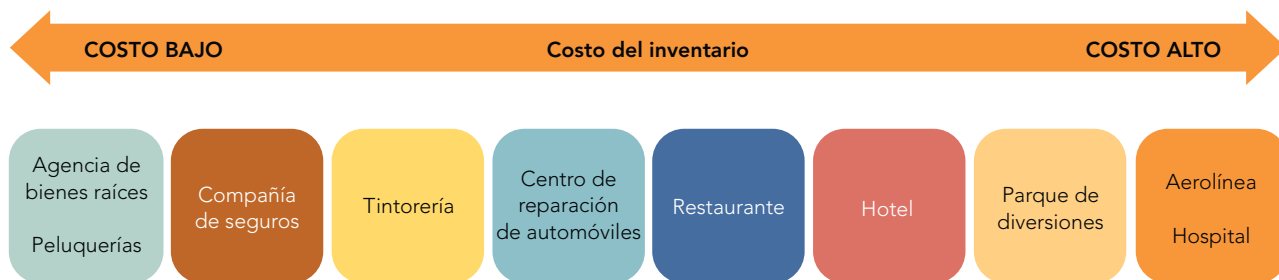 COSTO BAJO Costo del inventario COSTO ALTO
Agencia de
bienes raíces
Peluquerías
Compañía
de seguros
Tintorería
Centro de
reparación
de automóviles
Restaurante
Hotel
Parque de
diversiones
Aerolínea
Hospital